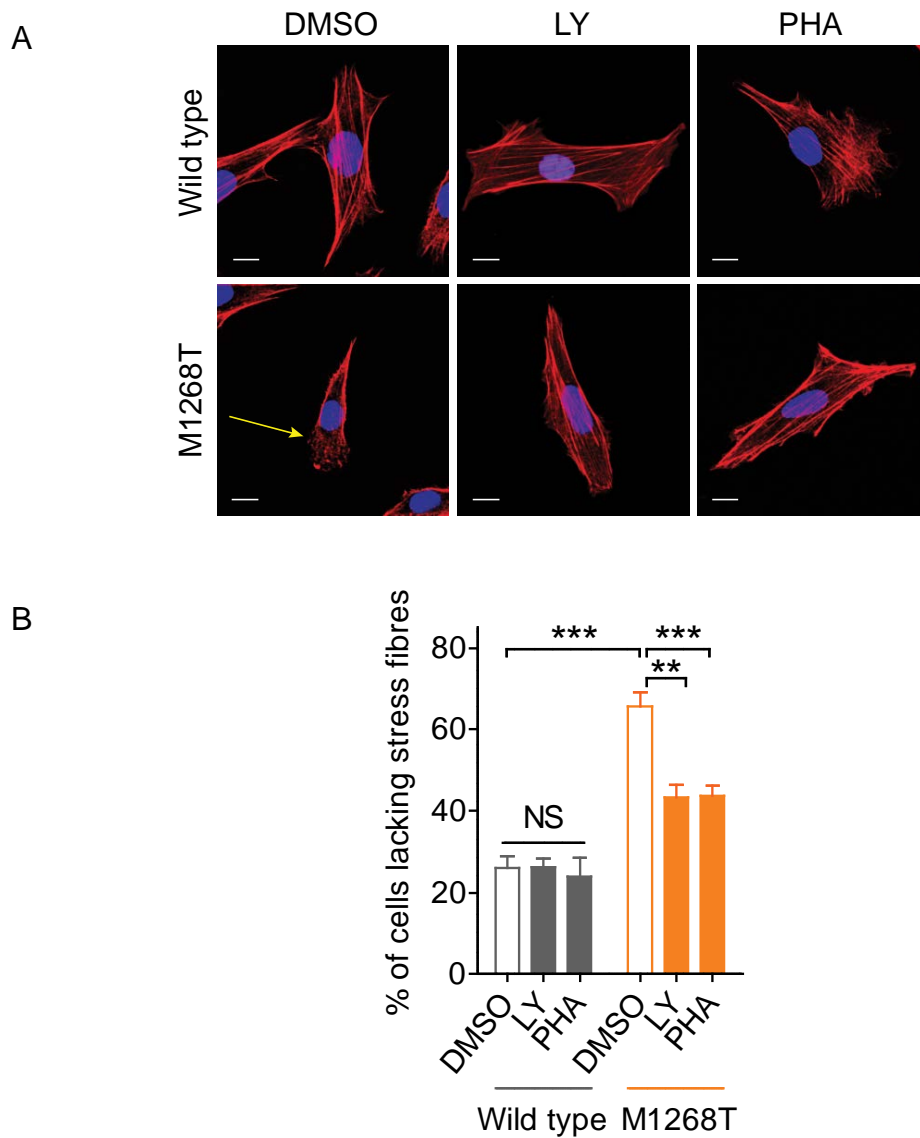 A
DMSO LY PHA
Wild type
M1268T
B
% of cells lacking stress fibres
80
60
40
20
0
*** ***
**
NS
DMSO LY PHA DMSO LY PHA
Wild type M1268T